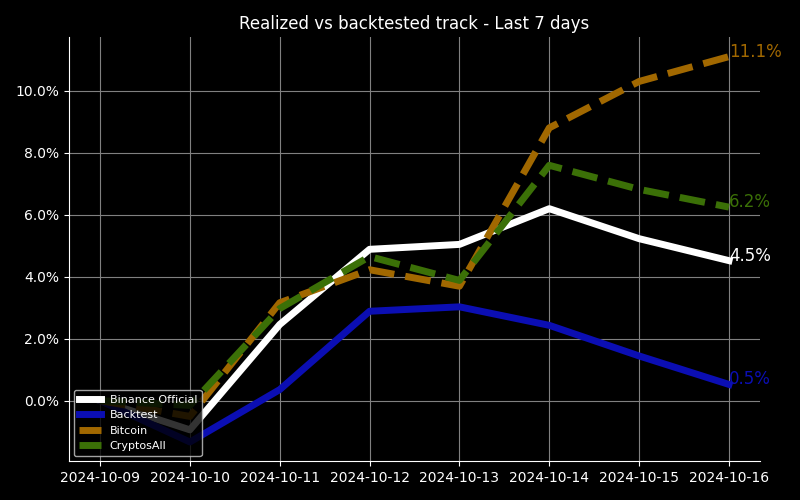 Realized vs backtested track - Last 7 days
11.1%
10.0%
8.0%
6.2%
6.0%
4.5%
4.0%
2.0%
0.5%
0.0%
Binance Official
Backtest
Bitcoin
CryptosAll
2024-10-09 2024-10-10 2024-10-11 2024-10-12 2024-10-13 2024-10-14 2024-10-15 2024-10-16